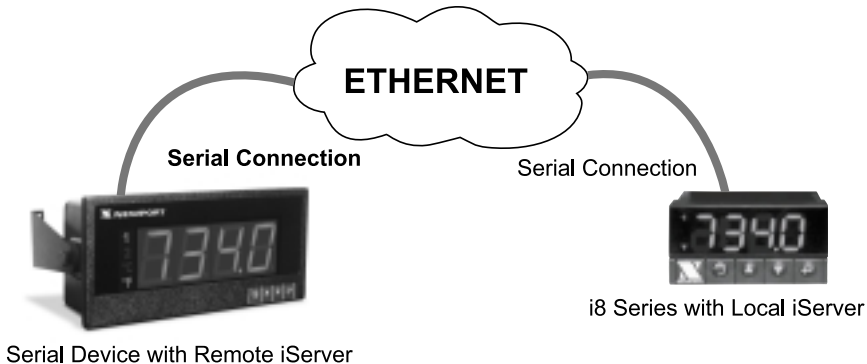 ETHERNET
Serial Connection
Serial Connection
NEWPORT
734.0
734.0
i8 Series with Local iServer
Serial Device with Remote iServer